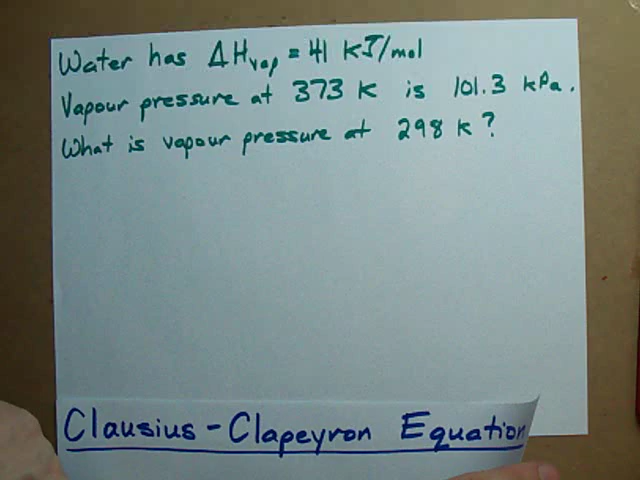 Water has ΔHvap = 41 kJ/mol
Vapour pressure at 373 K is 101.3 kPa.
What is vapour pressure at 298 K?
Clausius - Clapeyron Equation